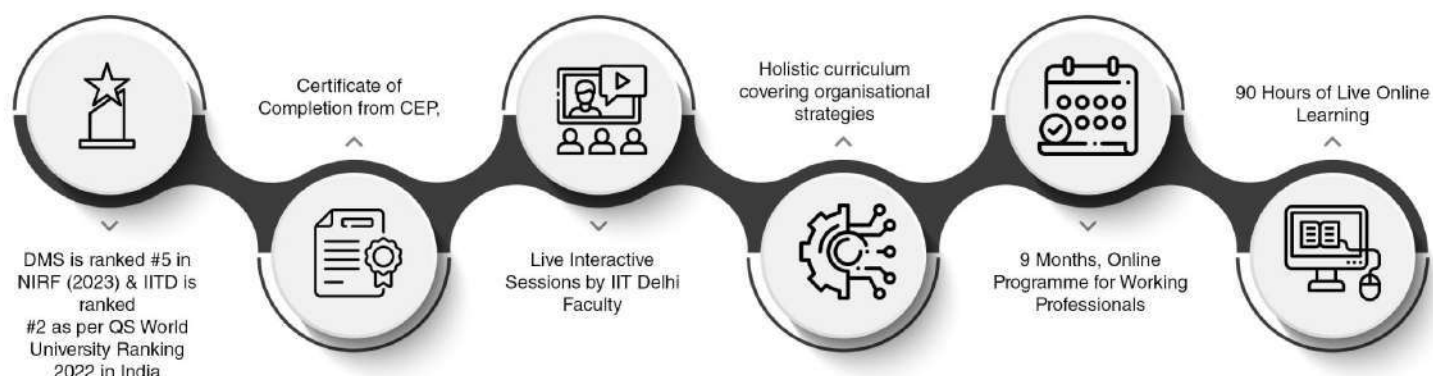 DMS is ranked #5 in
NIRF (2023) & IITD is
ranked
#2 as per QS World
University Ranking
2022 in India
Certificate of
Completion from CEP,
Live Interactive
Sessions by IIT Delhi
Faculty
Holistic curriculum
covering organisational
strategies
9 Months, Online
Programme for Working
Professionals
90 Hours of Live Online
Learning